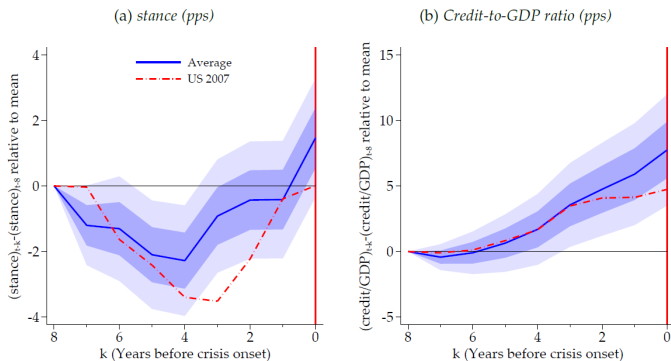 (a) stance (pps)
(stance)t-k-(stance)t-8 relative to mean
4
2
0
-2
-4
Average
US 2007
8
6
4
2
0
k (Years before crisis onset)
(b) Credit-to-GDP ratio (pps)
(credit/GDP)t-k-(credit/GDP)t-8 relative to mean
15
10
5
0
-5
8
6
4
2
0
k (Years before crisis onset)